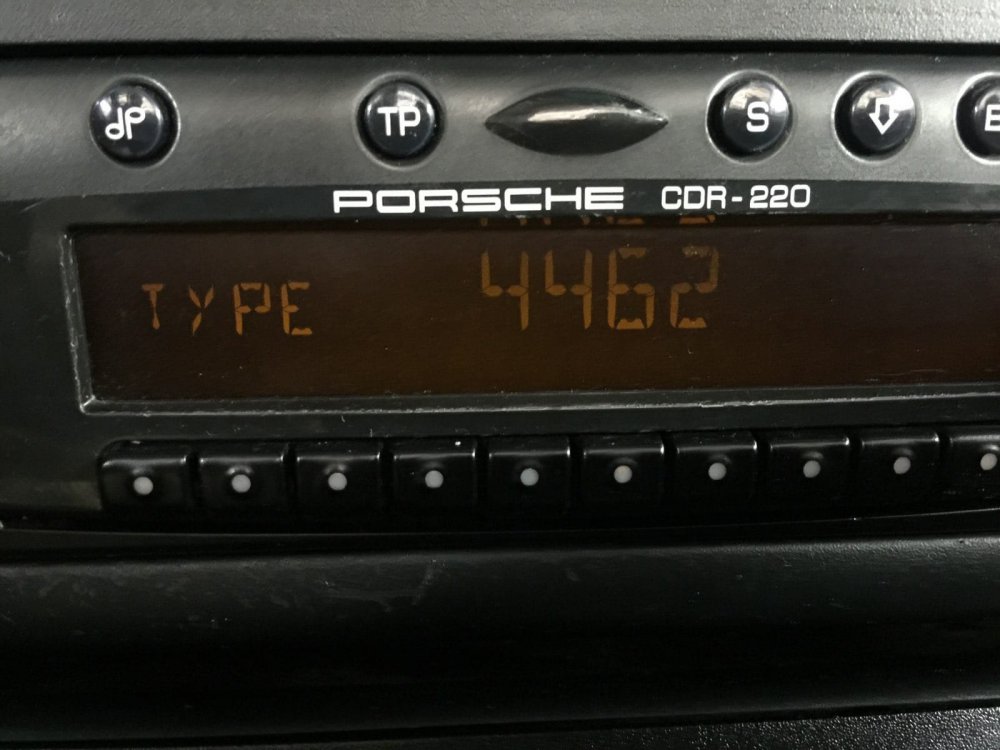 TP S
PORSCHE CDR-220
TYPE 4462